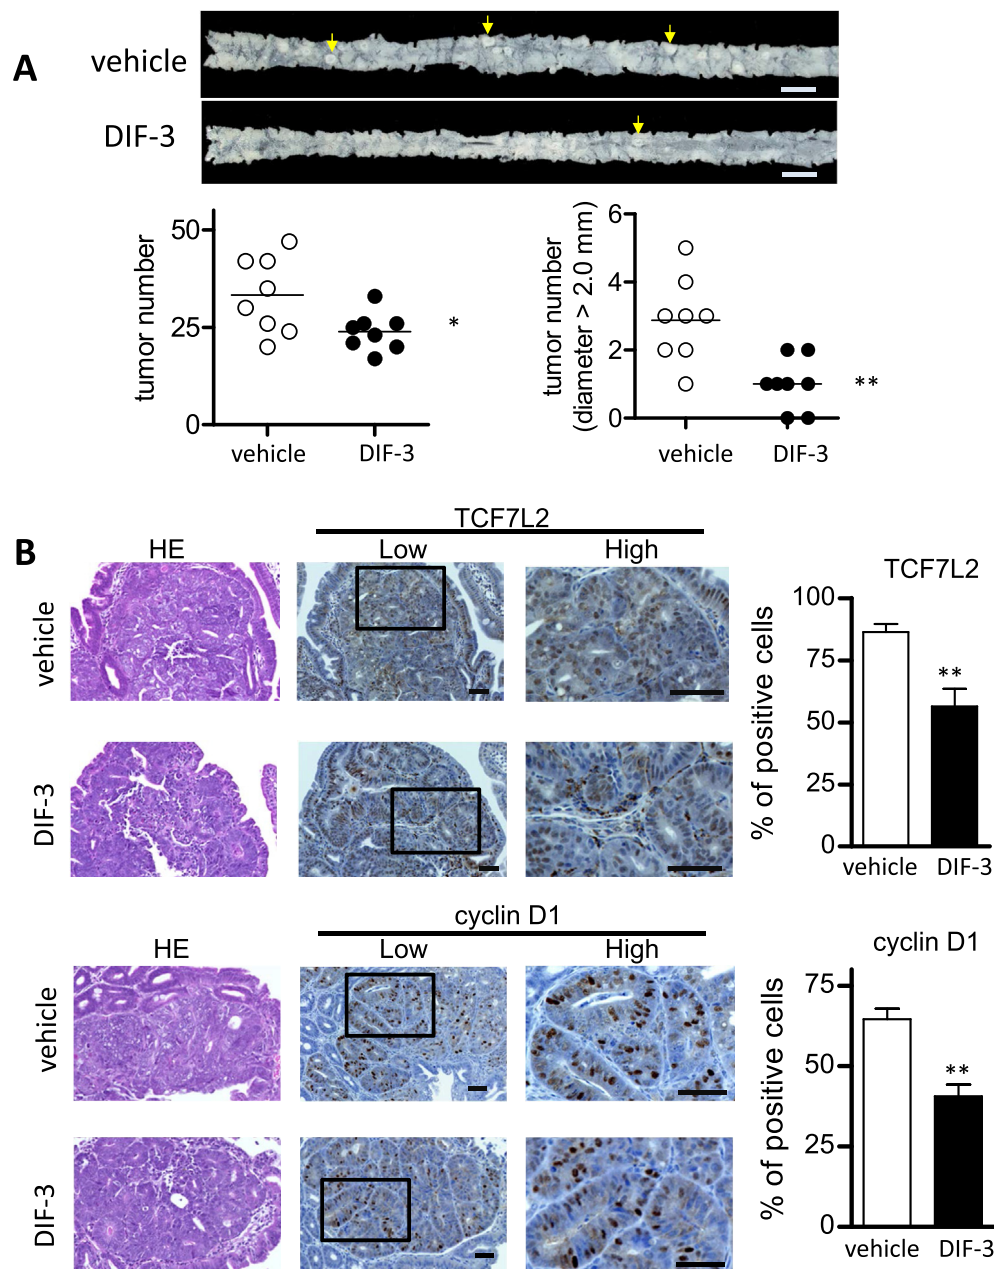 A
vehicle
DIF-3
tumor number
50
25
0
*
vehicle DIF-3
tumor number
(diameter > 2.0 mm)
6
4
2
0
**
vehicle DIF-3
B
TCF7L2
HE Low High
vehicle
DIF-3
TCF7L2
% of positive cells
100
75
50
25
0
**
vehicle DIF-3
cyclin D1
HE Low High
vehicle
DIF-3
cyclin D1
% of positive cells
75
50
25
0
**
vehicle DIF-3